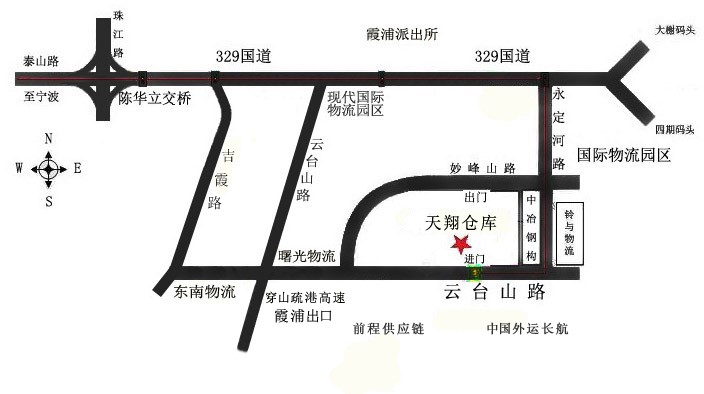 珠江路
大榭码头
霞浦派出所
泰山路
329国道
329国道
至宁波
陈华立交桥
现代国际
物流园区
永定河路
四期码头
国际物流园区
N
W
E
S
吉霞路
云台山路
妙峰山路
出门
中冶钢构
铃与物流
天翔仓库
进门
曙光物流
东南物流
穿山疏港高速
霞浦出口
云台山路
前程供应链
中国外运长航